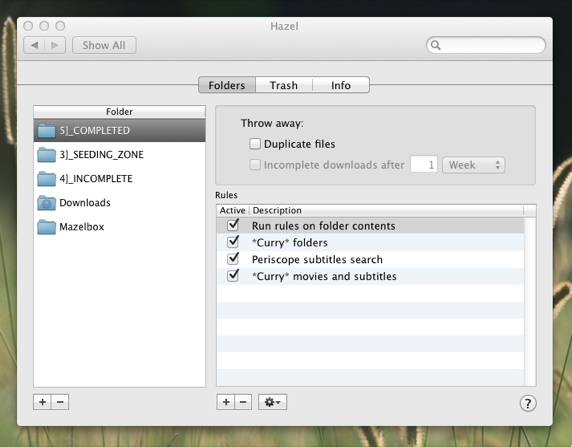 Hazel
Show All
Folders Trash Info
Folder
5]_COMPLETED
3]_SEEDING_ZONE
4]_INCOMPLETE
Downloads
Mazelbox
Throw away:
Duplicate files
Incomplete downloads after 1 Week
Rules
Active Description
Run rules on folder contents
*Curry* folders
Periscope subtitles search
*Curry* movies and subtitles
+ − + − ?